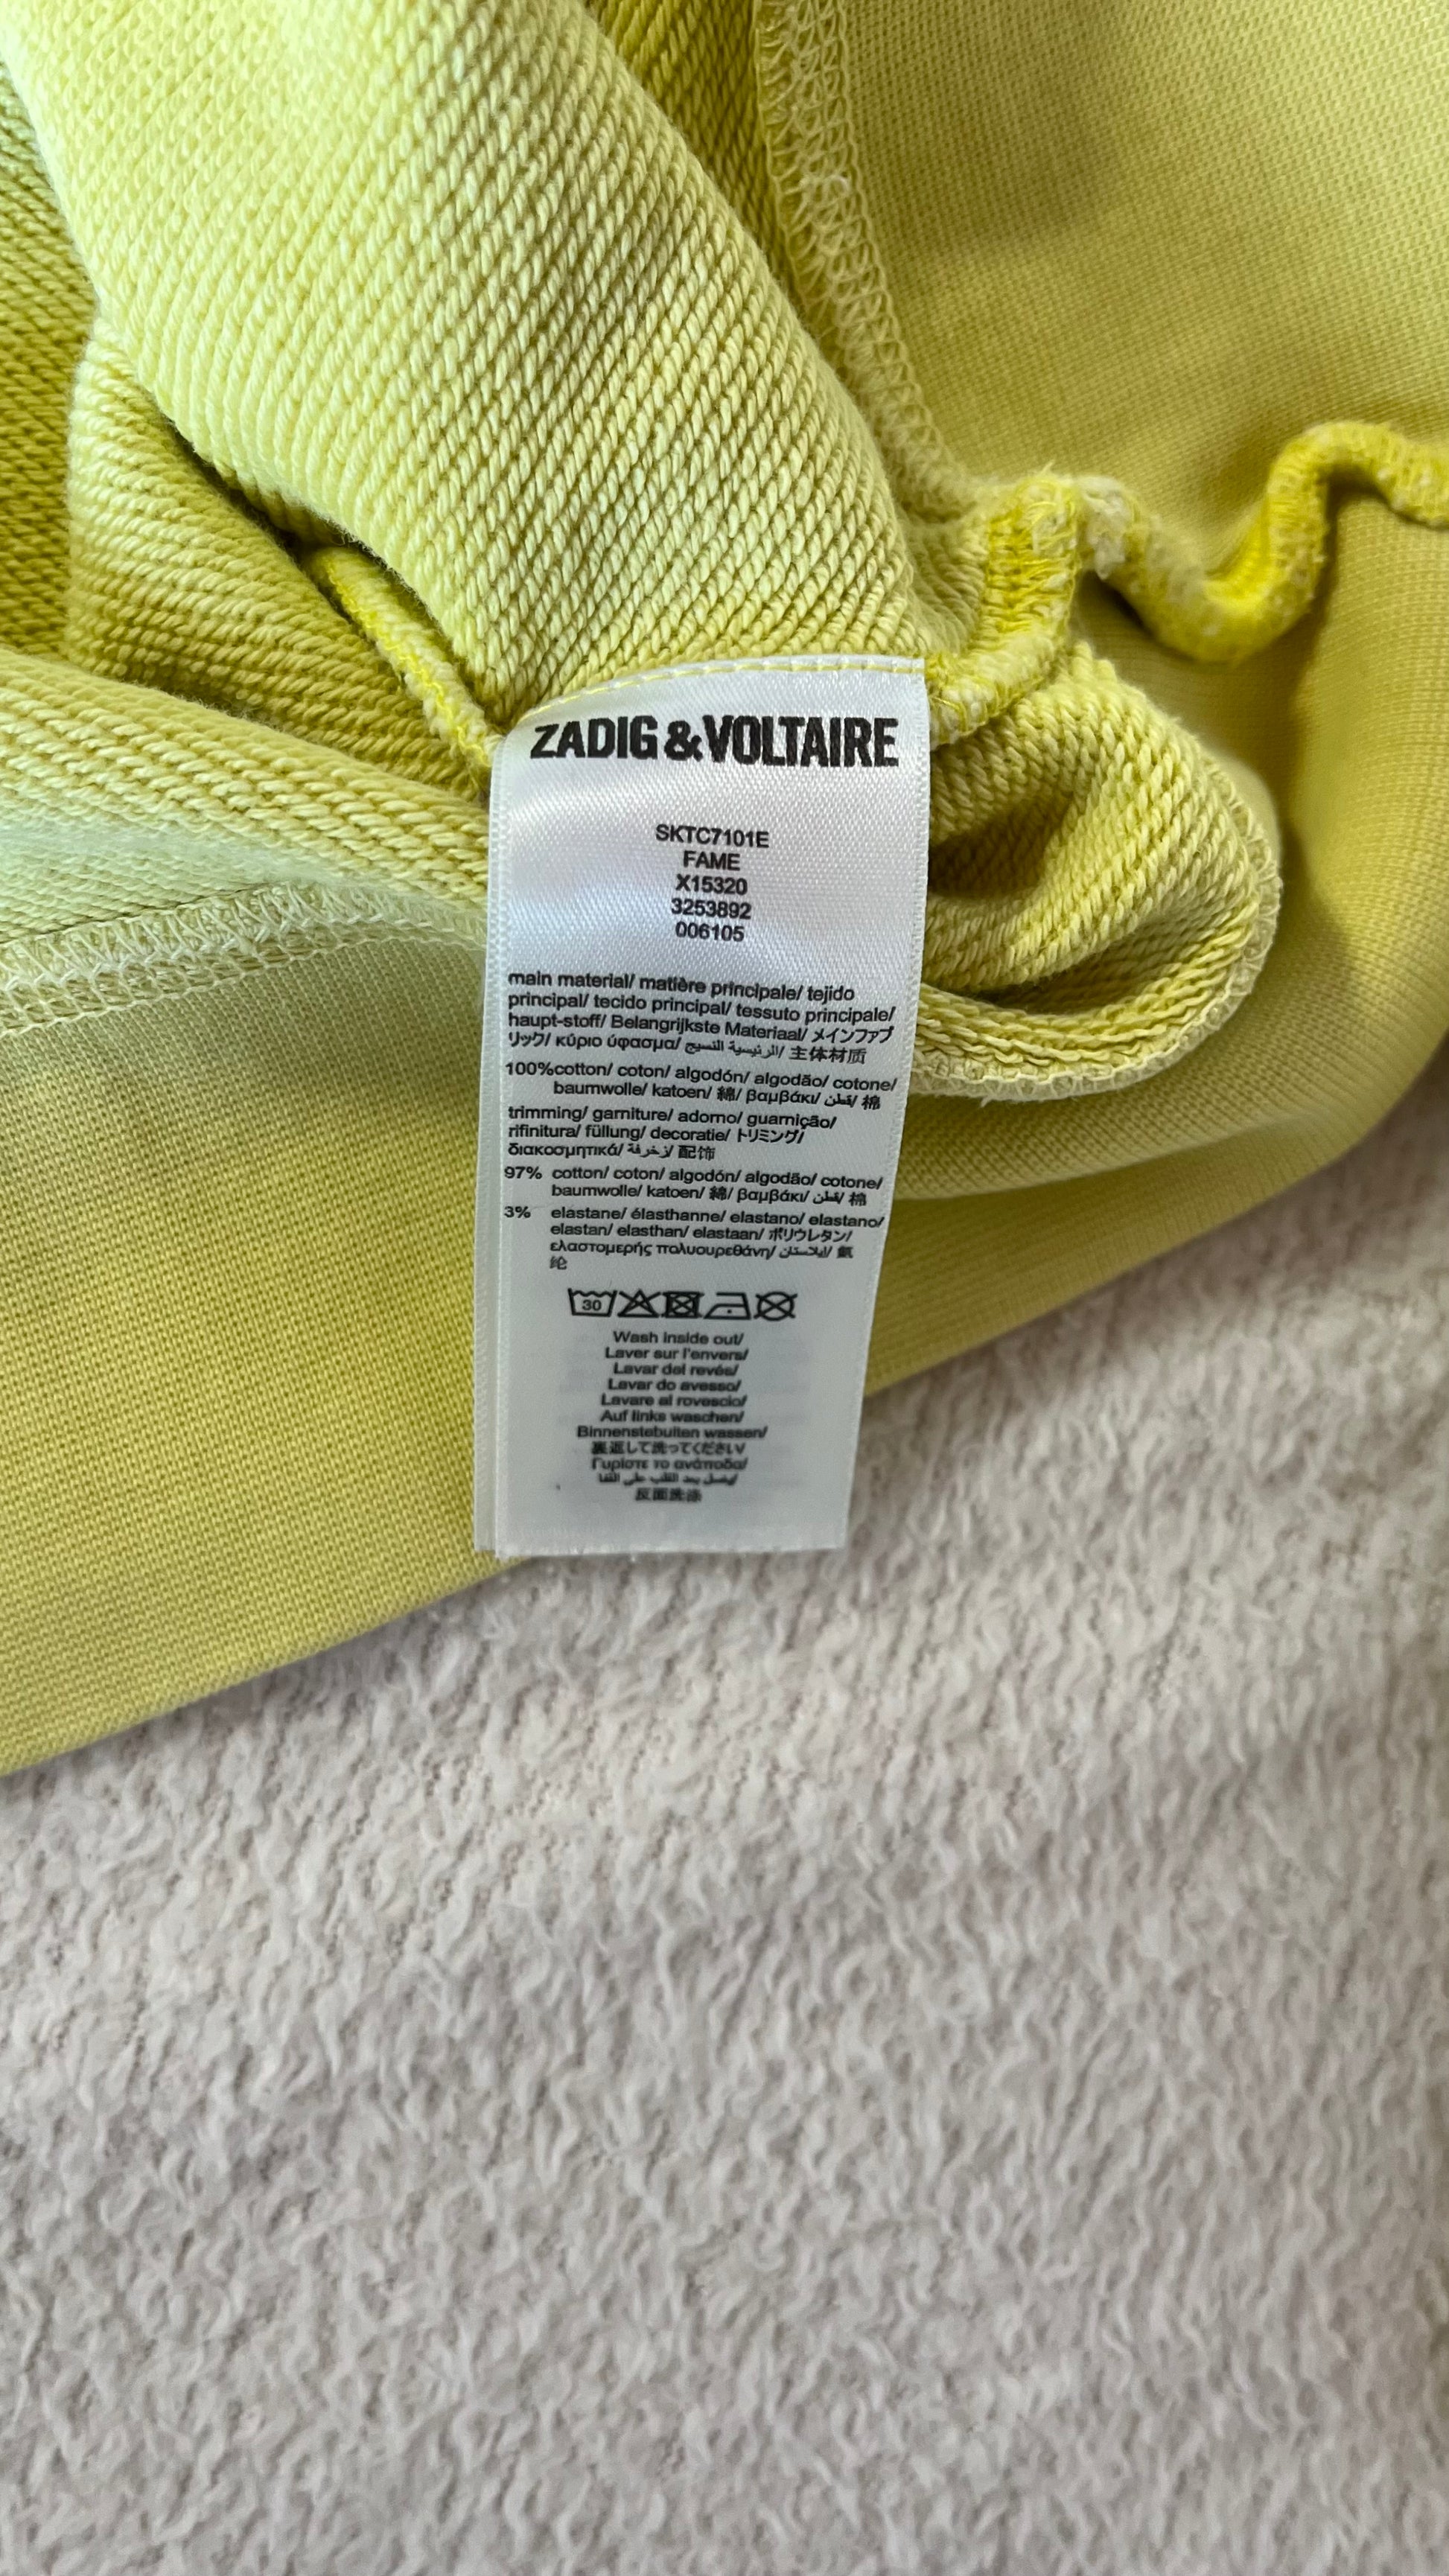 ZADIG&VOLTAIRE
SKTC7101E
FAME
X15320
3253892
006105
main material/ matière principale/ tejido
principal/ tecido principal/ tessuto principale/
haupt-stoff/ Belangrijkste Materiaal/ メインファブ
リック/ κύριο ύφασμα/ الرئيسية النسيج/ 主体材质
100%cotton/ coton/ algodón/ algodão/ cotone/
baumwolle/ katoen/ 綿/ βαμβάκι/ قطن/ 棉
trimming/ garniture/ adorno/ guarnição/
rifinitura/ füllung/ decoratie/ トリミング/
διακοσμητικά/ زخرفة/ 配饰
97% cotton/ coton/ algodón/ algodão/ cotone/
baumwolle/ katoen/ 綿/ βαμβάκι/ قطن/ 棉
3% elastane/ élasthanne/ elastano/ elastano/
elastan/ elasthan/ elastaan/ ポリウレタン/
ελαστομερής πολυουρεθάνη/ إيلاستان/ 氨
纶
30
Wash inside out/
Laver sur l'envers/
Lavar del revés/
Lavar do avesso/
Lavare al rovescio/
Auf links waschen/
Binnenstebuiten wassen/
裏返して洗ってください/
Γυρίστε το ανάποδα/
反面洗涤